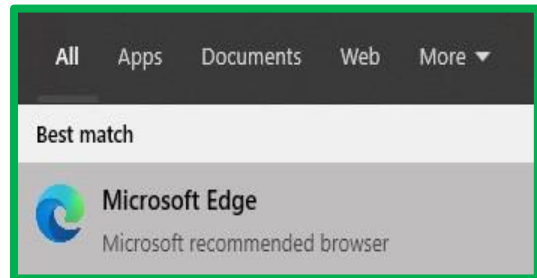 All Apps Documents Web More
Best match
Microsoft Edge
Microsoft recommended browser